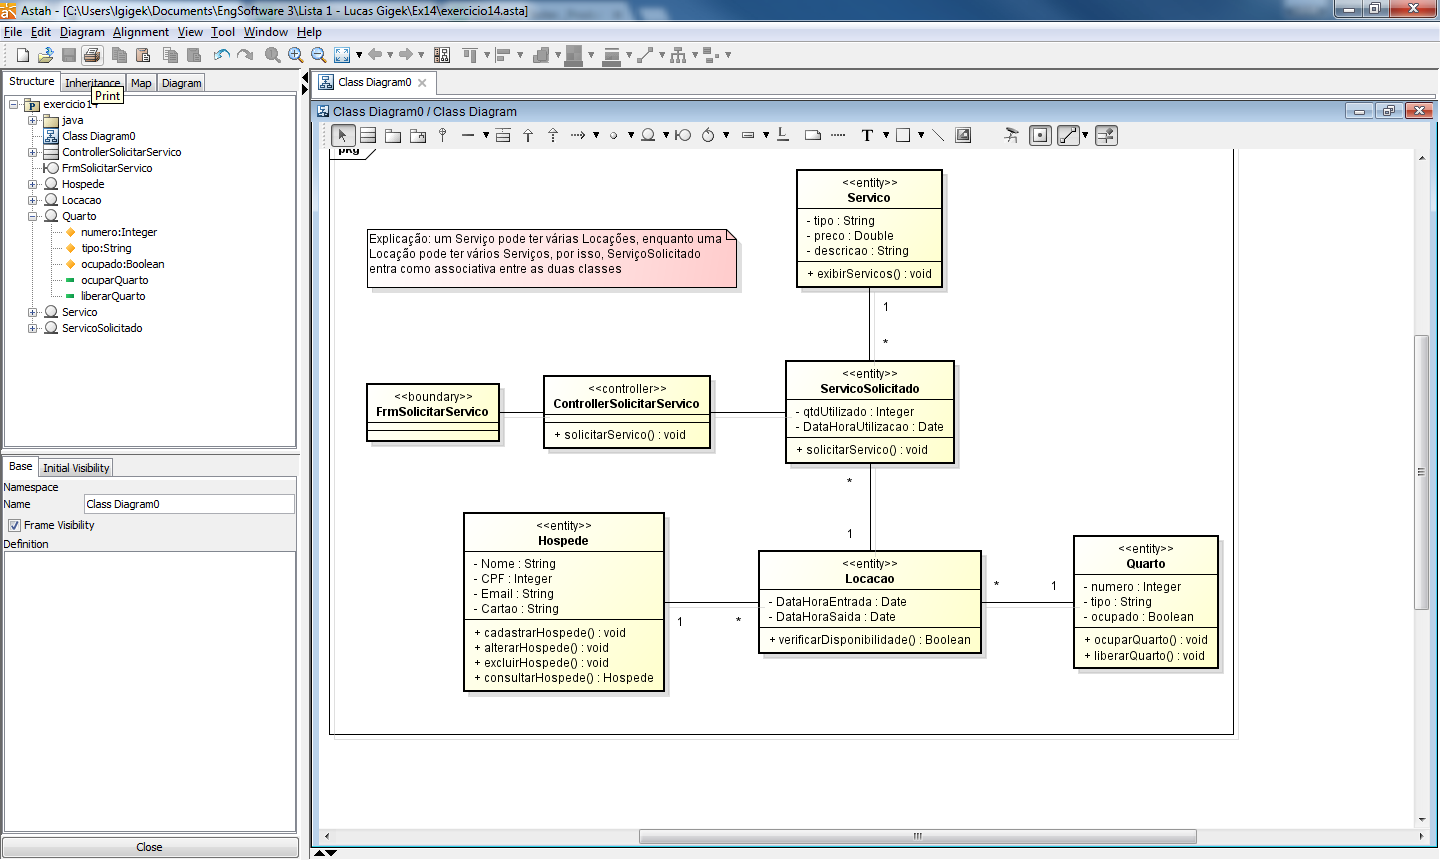 Astah - [C:\Users\lgigek\Documents\EngSoftware 3\Lista 1 - Lucas Gigek\Ex14\exercicio14.asta]
File Edit Diagram Alignment View Tool Window Help
Structure Inheritance Map Diagram
Print
exercicio14
java
Class Diagram0
ControllerSolicitarServico
FrmSolicitarServico
Hospede
Locacao
Quarto
numero:Integer
tipo:String
ocupado:Boolean
ocuparQuarto
liberarQuarto
Servico
ServicoSolicitado
Base Initial Visibility
Namespace
Name Class Diagram0
Frame Visibility
Definition
Close
Class Diagram0
Class Diagram0 / Class Diagram
T
pkg
Explicação: um Serviço pode ter várias Locações, enquanto uma
Locação pode ter vários Serviços, por isso, ServiçoSolicitado
entra como associativa entre as duas classes
<<entity>>
Servico
- tipo : String
- preco : Double
- descricao : String
+ exibirServicos() : void
1
*
<<boundary>>
FrmSolicitarServico
<<controller>>
ControllerSolicitarServico
+ solicitarServico() : void
<<entity>>
ServicoSolicitado
- qtdUtilizado : Integer
- DataHoraUtilizacao : Date
+ solicitarServico() : void
*
1
<<entity>>
Hospede
- Nome : String
- CPF : Integer
- Email : String
- Cartao : String
+ cadastrarHospede() : void
+ alterarHospede() : void
+ excluirHospede() : void
+ consultarHospede() : Hospede
1 *
<<entity>>
Locacao
- DataHoraEntrada : Date
- DataHoraSaida : Date
+ verificarDisponibilidade() : Boolean
* 1
<<entity>>
Quarto
- numero : Integer
- tipo : String
- ocupado : Boolean
+ ocuparQuarto() : void
+ liberarQuarto() : void